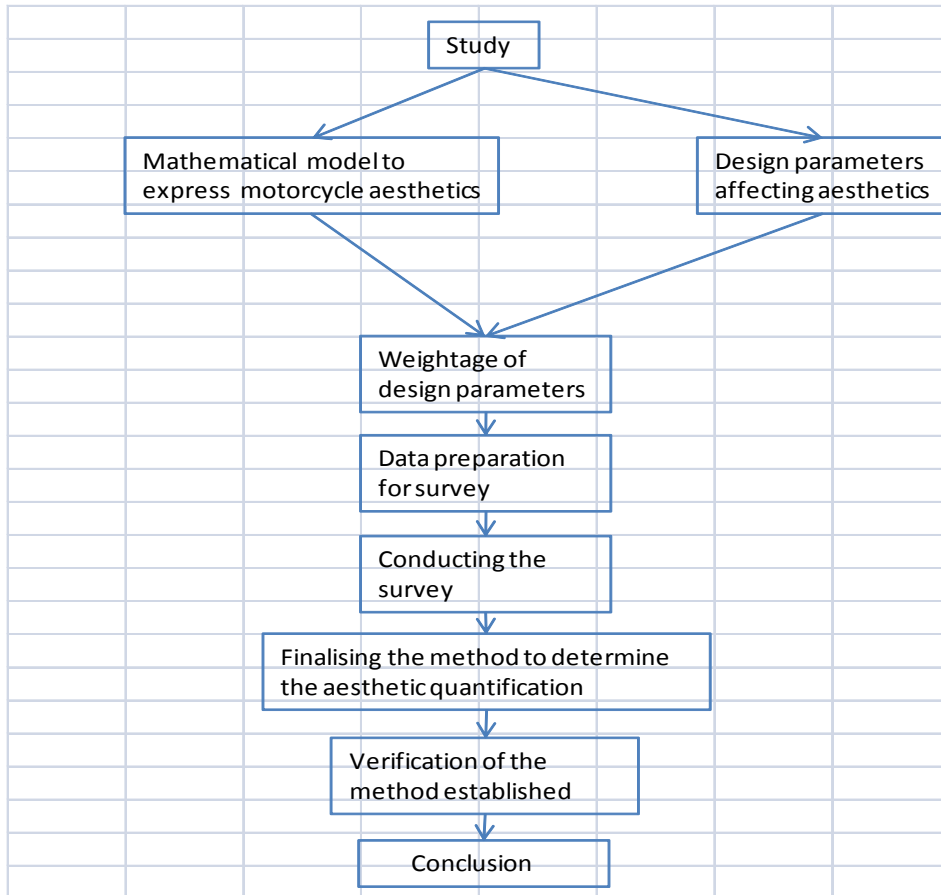 Study
Mathematical model to
express motorcycle aesthetics
Design parameters
affecting aesthetics
Weightage of
design parameters
Data preparation
for survey
Conducting the
survey
Finalising the method to determine
the aesthetic quantification
Verification of the
method established
Conclusion